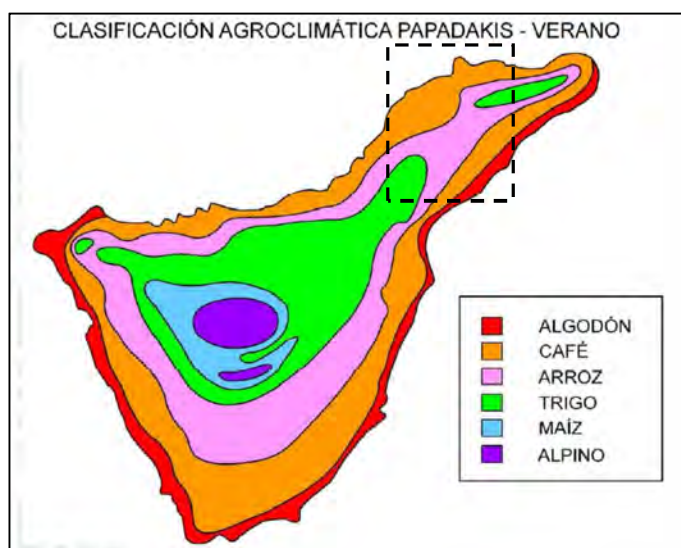 CLASIFICACIÓN AGROCLIMÁTICA PAPADAKIS - VERANO
ALGODÓN
CAFÉ
ARROZ
TRIGO
MAÍZ
ALPINO